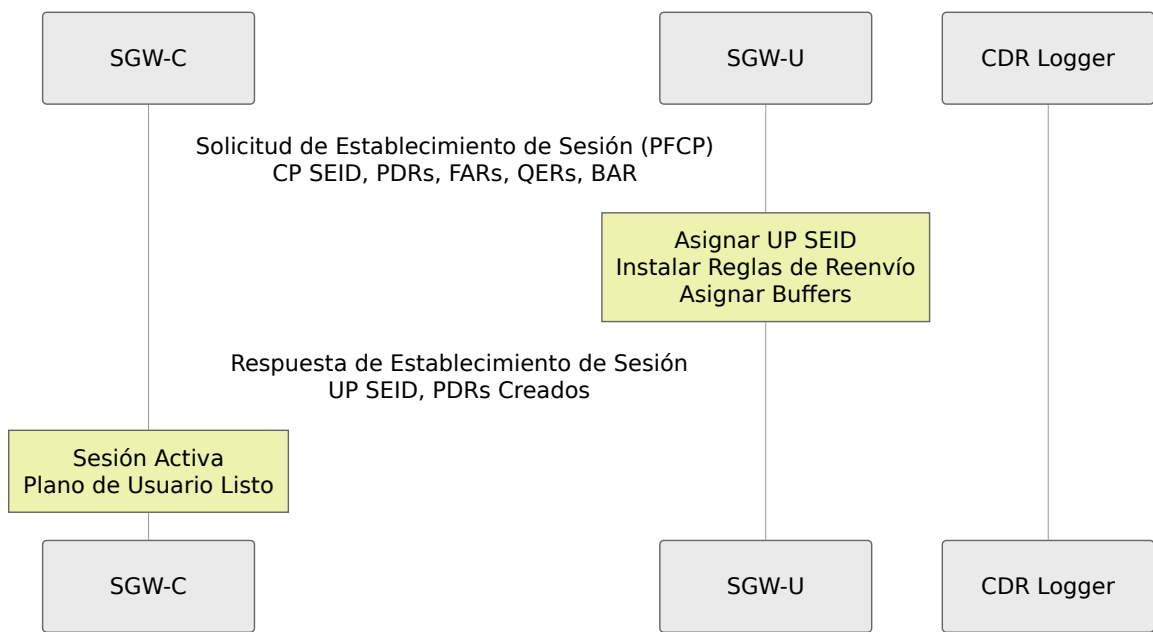 SGW-C
SGW-U
CDR Logger
Solicitud de Establecimiento de Sesión (PFCP)
CP SEID, PDRs, FARs, QERs, BAR
Asignar UP SEID
Instalar Reglas de Reenvío
Asignar Buffers
Respuesta de Establecimiento de Sesión
UP SEID, PDRs Creados
Sesión Activa
Plano de Usuario Listo
SGW-C
SGW-U
CDR Logger